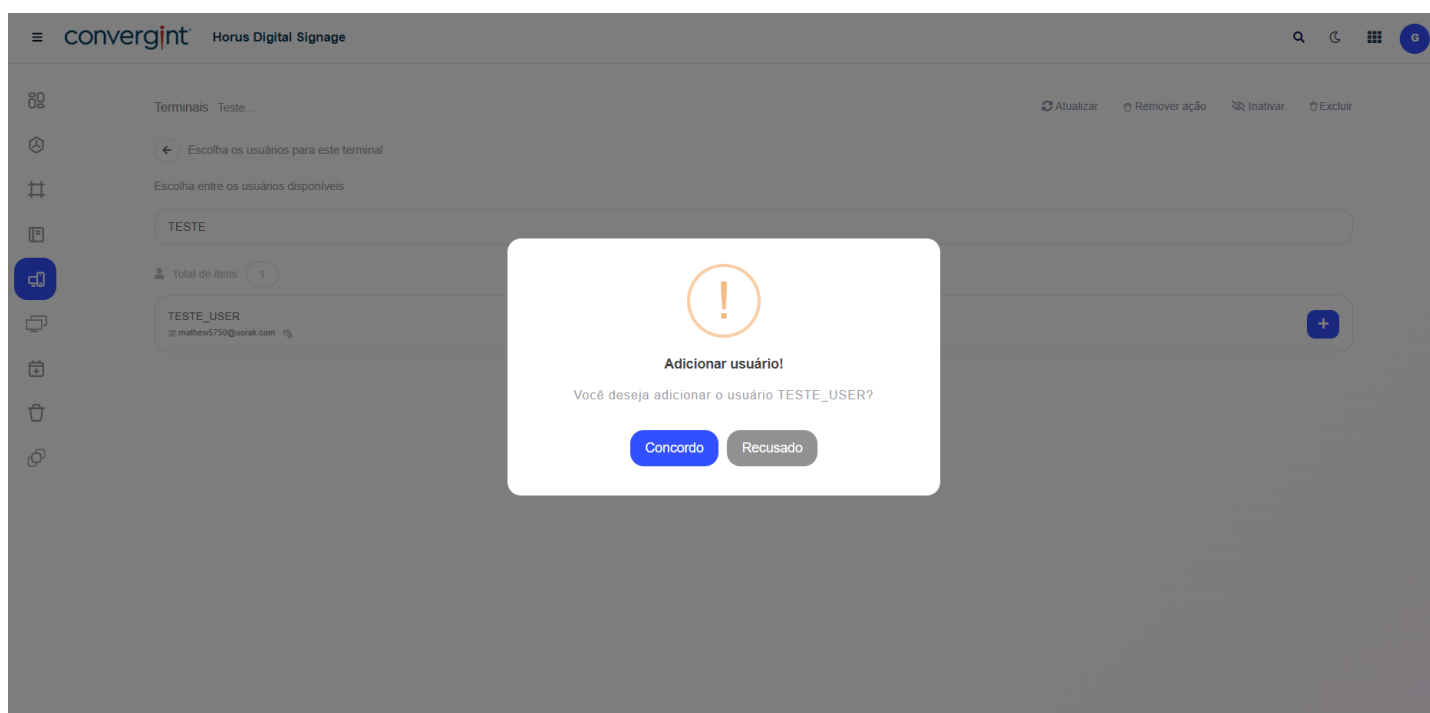 convergint Horus Digital Signage
G
Terminais Teste...
Atualizar Remover ação Inativar Excluir
Escolha os usuários para este terminal
Escolha entre os usuários disponíveis
TESTE
Total de itens 1
TESTE_USER
mathew5750@uorak.com
!
Adicionar usuário!
Você deseja adicionar o usuário TESTE_USER?
Concordo Recusado